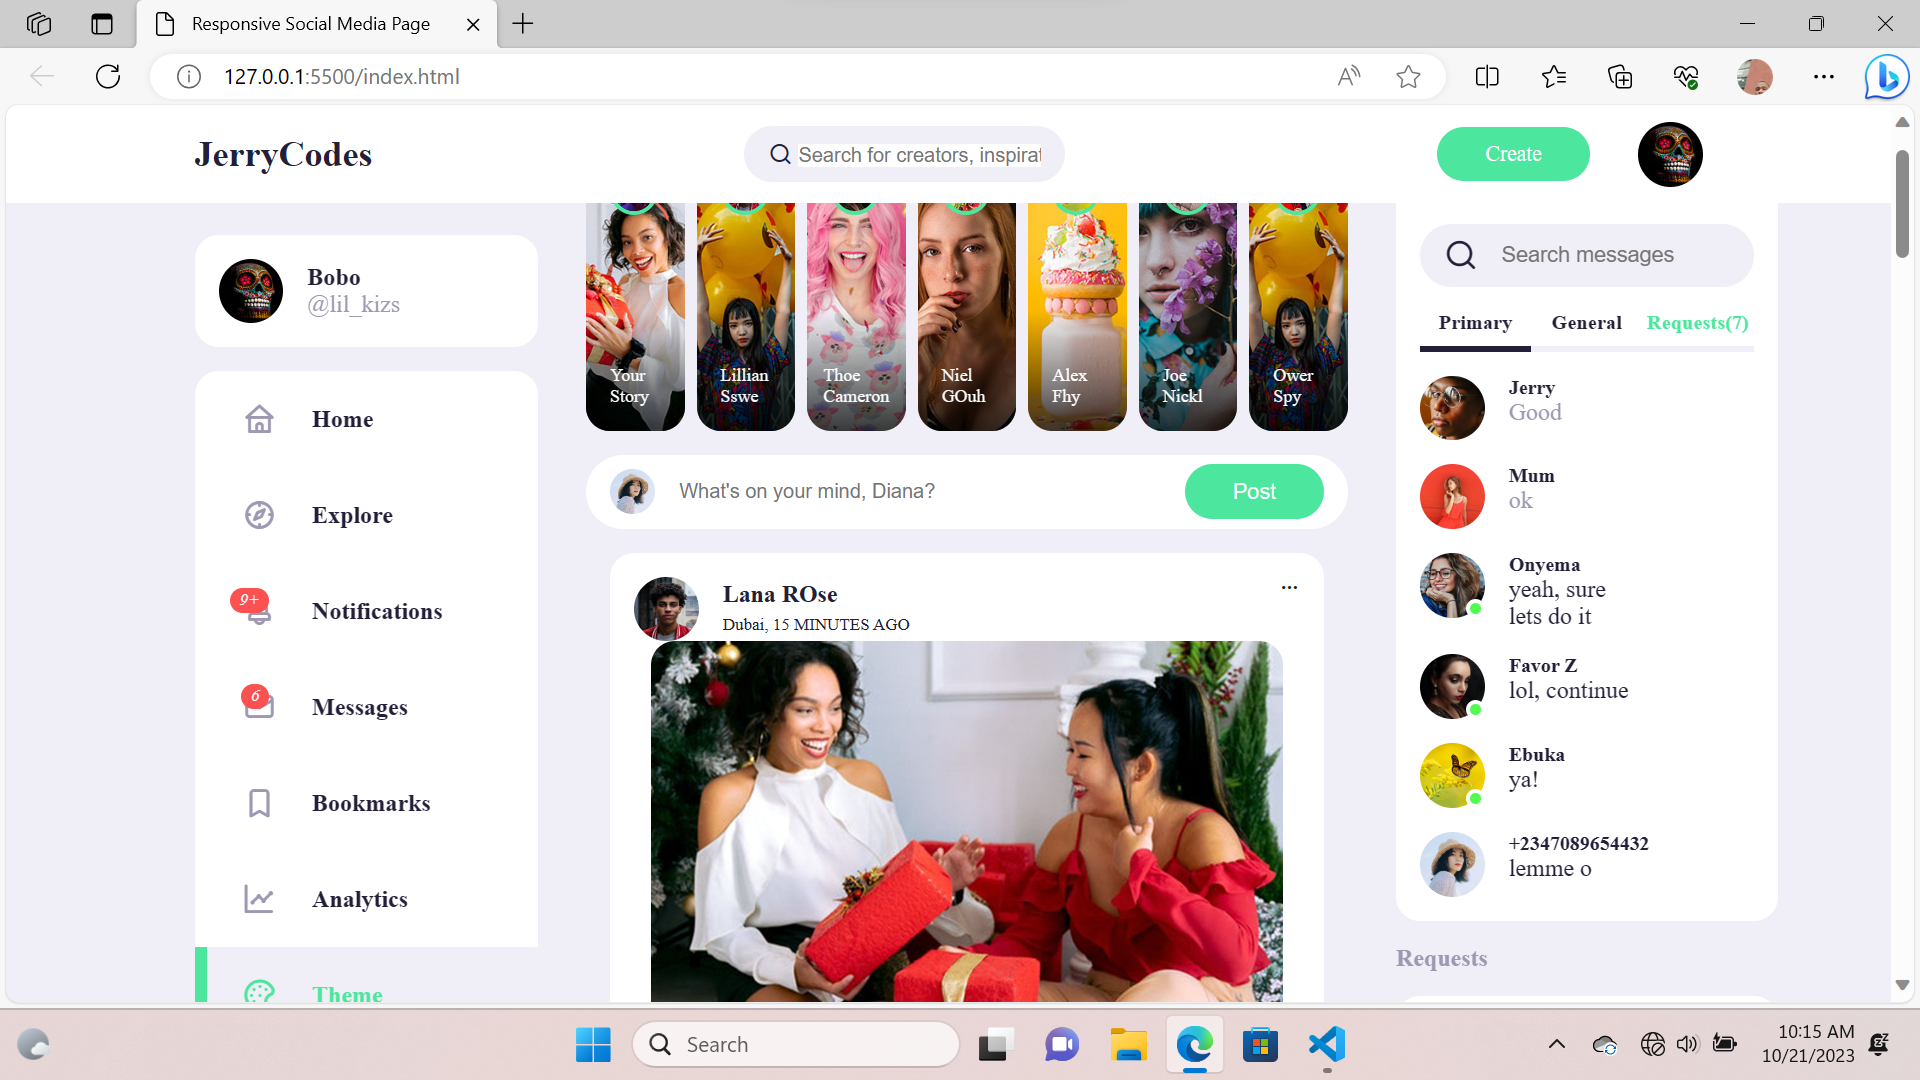 Responsive Social Media Page
127.0.0.1:5500/index.html
JerryCodes
Search for creators, inspirat
Create
Bobo
@lil_kizs
Home
Explore
9+
Notifications
6
Messages
Bookmarks
Analytics
Theme
Your
Story
Lillian
Sswe
Thoe
Cameron
Niel
GOuh
Alex
Fhy
Joe
Nickl
Ower
Spy
What's on your mind, Diana?
Post
Lana ROse
...
Dubai, 15 MINUTES AGO
Search messages
Primary General Requests(7)
Jerry
Good
Mum
ok
Onyema
yeah, sure
lets do it
Favor Z
lol, continue
Ebuka
ya!
+2347089654432
lemme o
Requests
Search
10:15 AM
10/21/2023